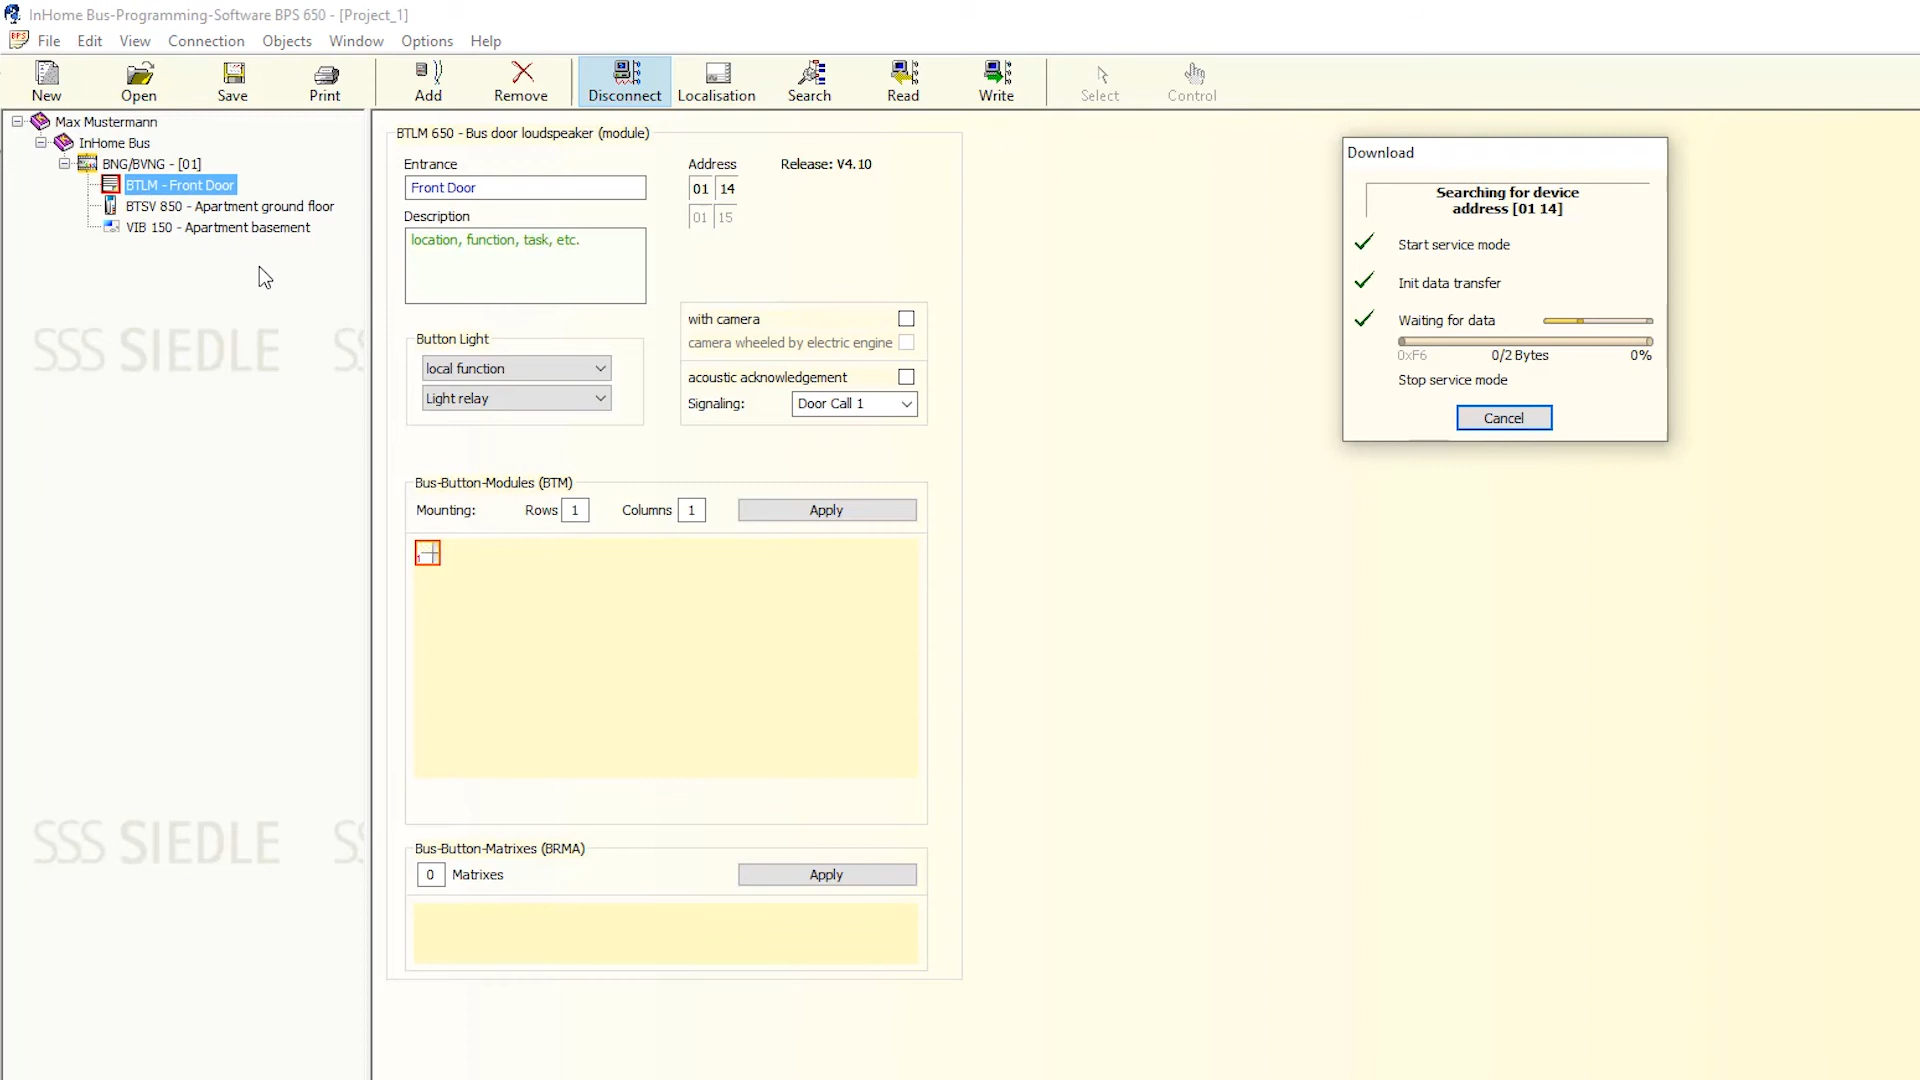 InHome Bus-Programming-Software BPS 650 - [Project_1]
BPS File Edit View Connection Objects Window Options Help
New Open Save Print Add Remove Disconnect Localisation Search Read Write Select Control
Max Mustermann
InHome Bus
BNG/BVNG - [01]
BTLM - Front Door
BTSV 850 - Apartment ground floor
VIB 150 - Apartment basement
SSS SIEDLE SS
SSS SIEDLE SS
BTLM 650 - Bus door loudspeaker (module)
Entrance Address Release: V4.10
Front Door 01 14
Description 01 15
location, function, task, etc.
with camera
camera wheeled by electric engine
Button Light
local function
Light relay
acoustic acknowledgement
Signaling: Door Call 1
Bus-Button-Modules (BTM)
Mounting: Rows 1 Columns 1 Apply
1
Bus-Button-Matrixes (BRMA)
0 Matrixes Apply
Download
Searching for device
address [01 14]
Start service mode
Init data transfer
Waiting for data
0xF6 0/2 Bytes 0%
Stop service mode
Cancel